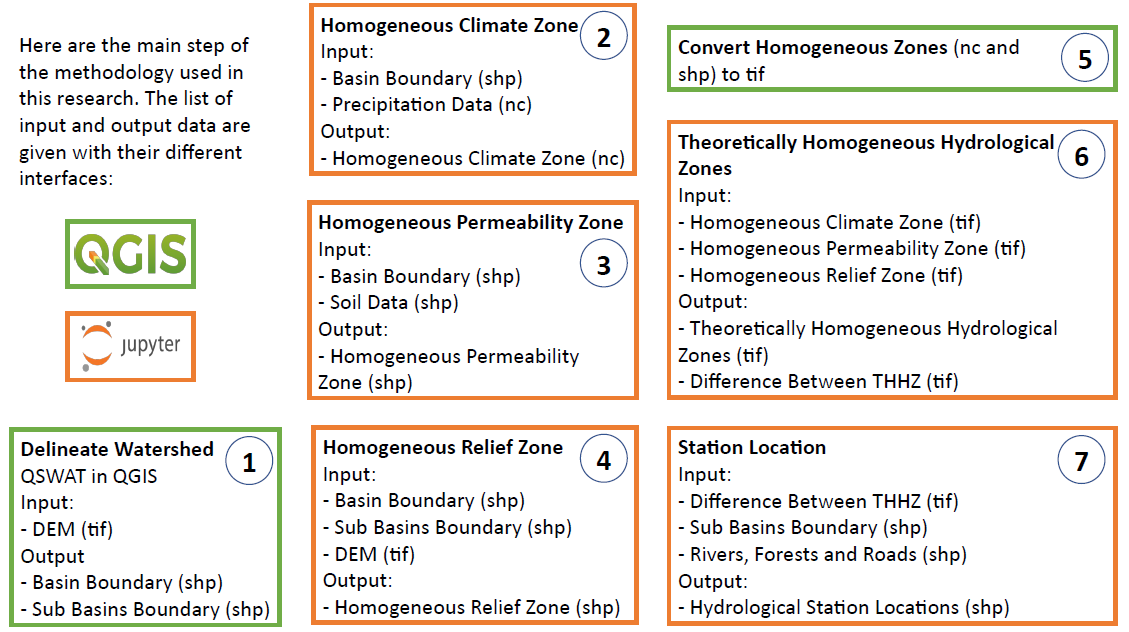 Here are the main step of
the methodology used in
this research. The list of
input and output data are
given with their different
interfaces:
QGIS
jupyter
Delineate Watershed
1
QSWAT in QGIS
Input:
- DEM (tif)
Output
- Basin Boundary (shp)
- Sub Basins Boundary (shp)
Homogeneous Climate Zone
2
Input:
- Basin Boundary (shp)
- Precipitation Data (nc)
Output:
- Homogeneous Climate Zone (nc)
Homogeneous Permeability Zone
3
Input:
- Basin Boundary (shp)
- Soil Data (shp)
Output:
- Homogeneous Permeability
Zone (shp)
Homogeneous Relief Zone
4
Input:
- Basin Boundary (shp)
- Sub Basins Boundary (shp)
- DEM (tif)
Output:
- Homogeneous Relief Zone (shp)
Convert Homogeneous Zones (nc and
shp) to tif
5
Theoretically Homogeneous Hydrological
Zones
6
Input:
- Homogeneous Climate Zone (tif)
- Homogeneous Permeability Zone (tif)
- Homogeneous Relief Zone (tif)
Output:
- Theoretically Homogeneous Hydrological
Zones (tif)
- Difference Between THHZ (tif)
Station Location
7
Input:
- Difference Between THHZ (tif)
- Sub Basins Boundary (shp)
- Rivers, Forests and Roads (shp)
Output:
- Hydrological Station Locations (shp)